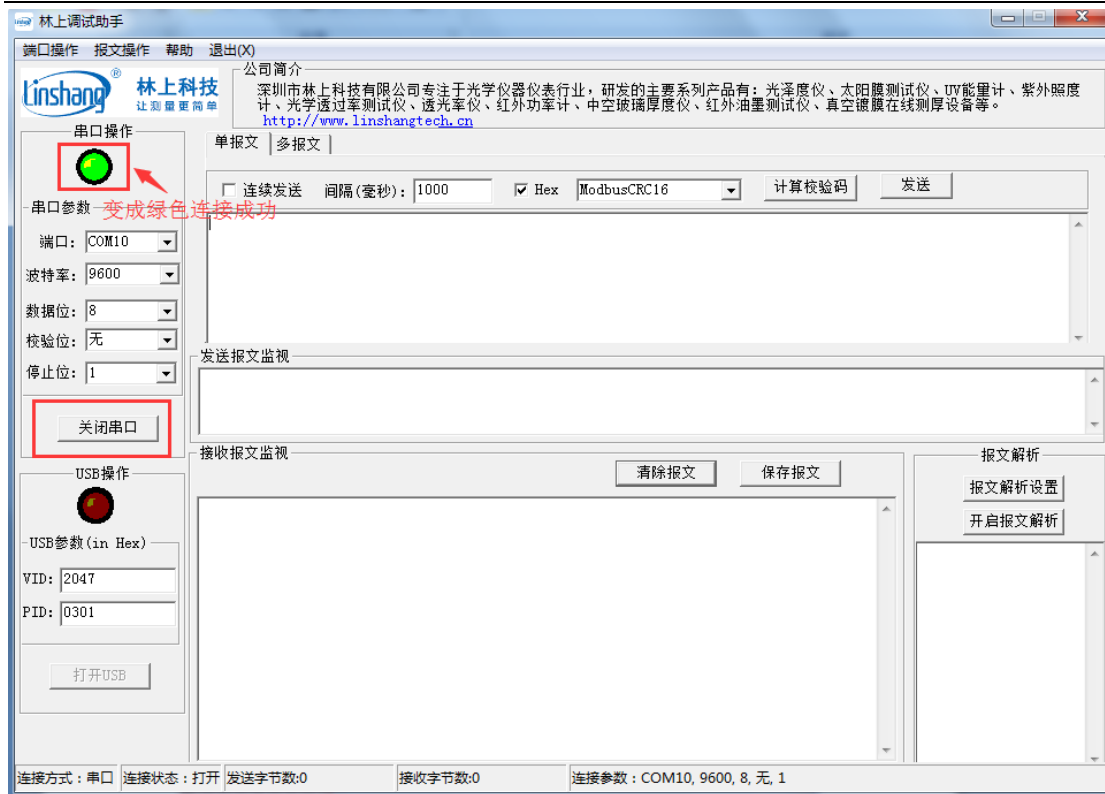 林上调试助手
端口操作 报文操作 帮助 退出(X)
Linshang®
林上科技
让测量更简单
公司简介
深圳市林上科技有限公司专注于光学仪器仪表行业，研发的主要系列产品有：光泽度仪、太阳膜测试仪、UV能量计、紫外照度
计、光学透过率测试仪、透光率仪、红外功率计、中空玻璃厚度仪、红外油墨测试仪、真空镀膜在线测厚设备等。
http://www.linshangtech.cn
串口操作
单报文 多报文
连续发送 间隔(毫秒): 1000 Hex ModbusCRC16 计算校验码 发送
变成绿色连接成功
串口参数
端口: COM10
波特率: 9600
数据位: 8
校验位: 无
停止位: 1
关闭串口
发送报文监视
接收报文监视
清除报文 保存报文
报文解析
报文解析设置
开启报文解析
USB操作
USB参数(in Hex)
VID: 2047
PID: 0301
打开USB
连接方式：串口 连接状态：打开 发送字节数:0 接收字节数:0 连接参数：COM10, 9600, 8, 无, 1